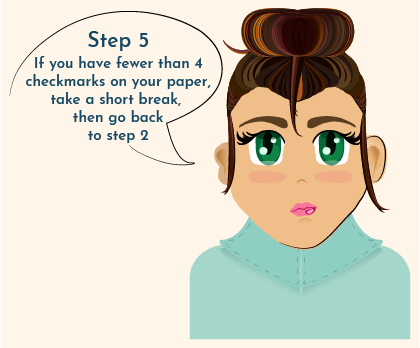 Step 5
If you have fewer than 4
checkmarks on your paper,
take a short break,
then go back
to step 2